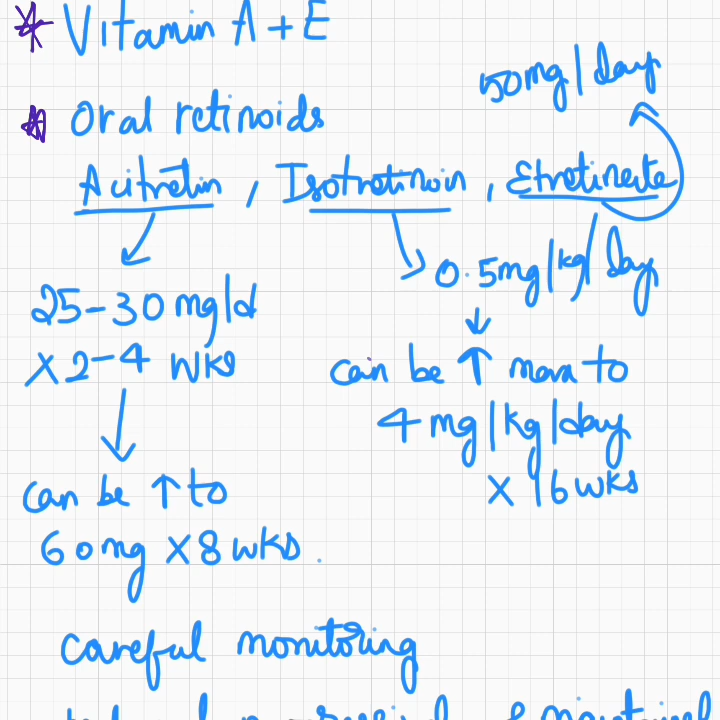 * Vitamin A + E
50mg/day
* Oral retinoids
Acitretin, Isotretinoin, Etretinate
0.5mg/kg/day
25-30 mg/d
x 2-4 wks
can be ↑ max to
4 mg/kg/day
x 16 wks
can be ↑ to
60mg x 8 wks.
careful monitoring